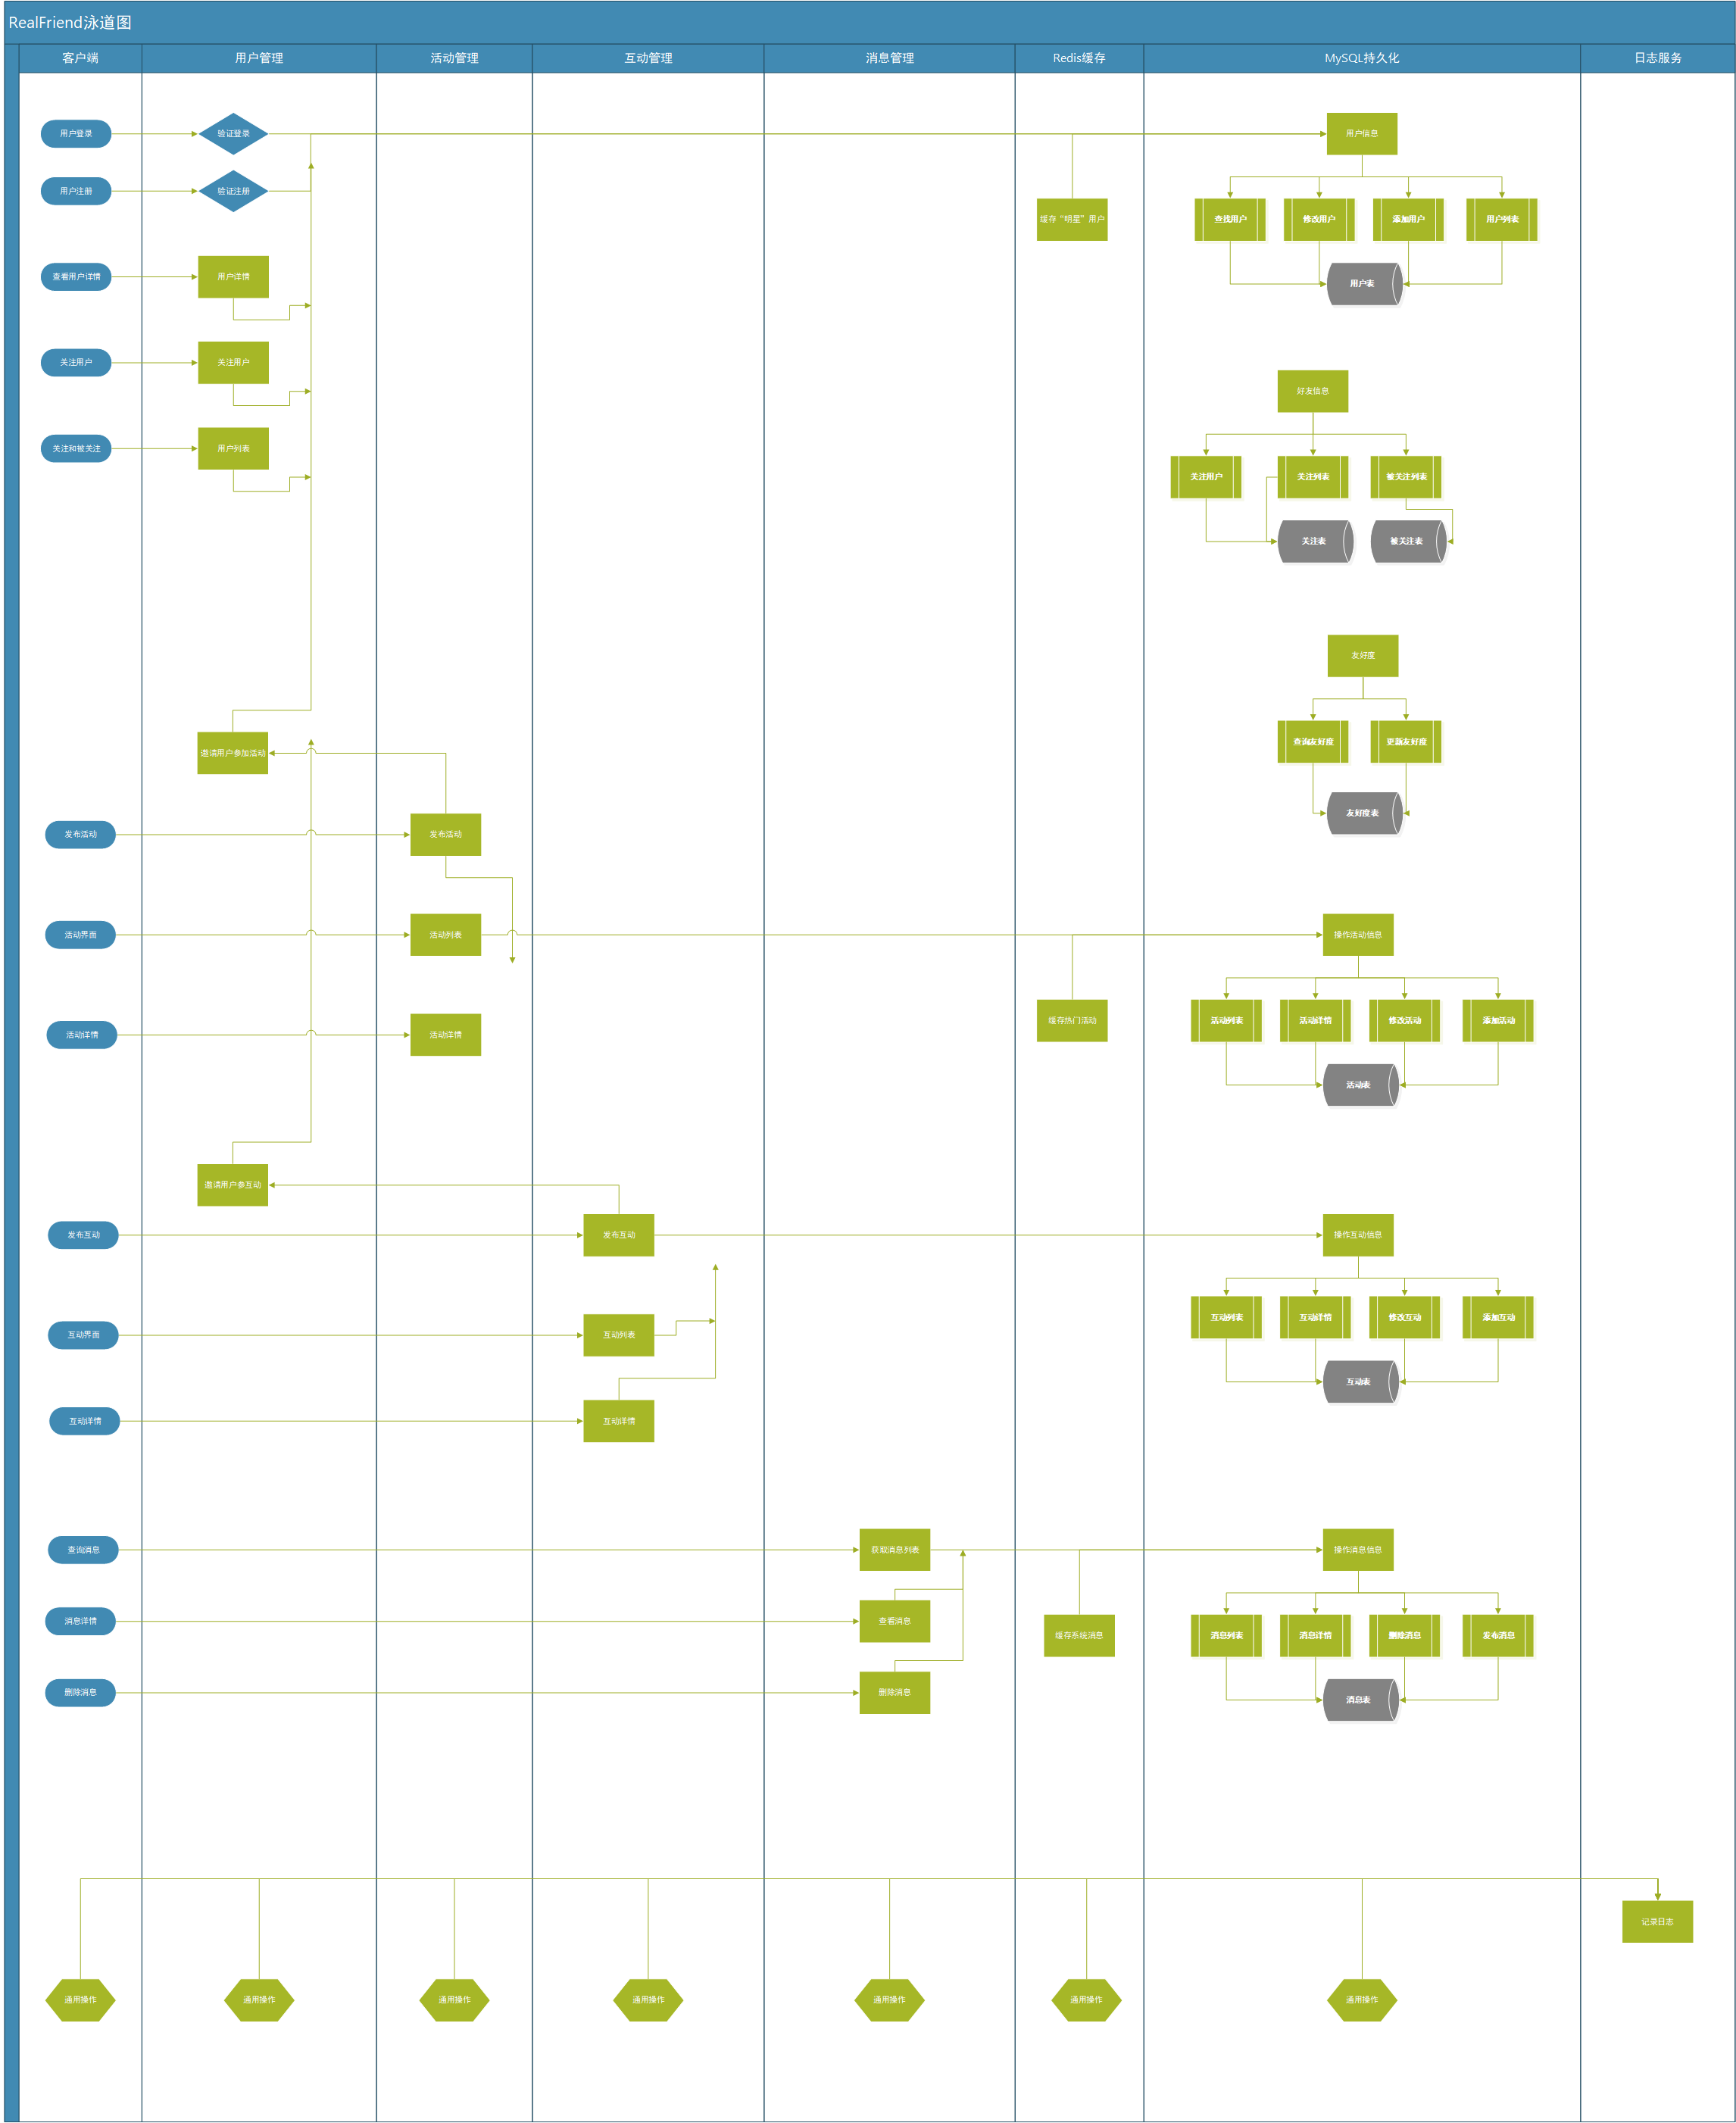 RealFriend泳道图
客户端
用户管理
活动管理
互动管理
消息管理
Redis缓存
MySQL持久化
日志服务
用户登录
验证登录
用户信息
用户注册
验证注册
缓存“明星”用户
查找用户
修改用户
添加用户
用户列表
查看用户详情
用户详情
用户表
关注用户
关注用户
好友信息
关注和被关注
用户列表
关注用户
关注列表
被关注列表
关注表
被关注表
友好度
邀请用户参加活动
查询友好度
更新友好度
友好度表
发布活动
发布活动
活动界面
活动列表
操作活动信息
活动详情
活动详情
缓存热门活动
活动列表
活动详情
修改活动
添加活动
活动表
邀请用户参互动
发布互动
发布互动
操作互动信息
互动界面
互动列表
互动列表
互动详情
修改互动
添加互动
互动表
互动详情
互动详情
查询消息
获取消息列表
操作消息信息
消息详情
查看消息
缓存系统消息
消息列表
消息详情
删除消息
发布消息
删除消息
删除消息
消息表
记录日志
通用操作
通用操作
通用操作
通用操作
通用操作
通用操作
通用操作